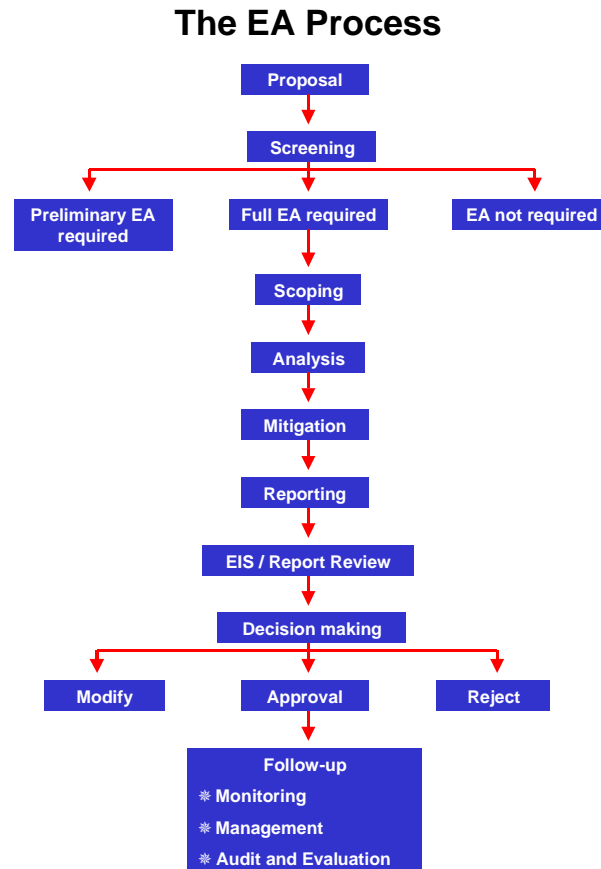 The EA Process
Proposal
Screening
Preliminary EA
required
Full EA required
EA not required
Scoping
Analysis
Mitigation
Reporting
EIS / Report Review
Decision making
Modify
Approval
Reject
Follow-up
✵ Monitoring
✵ Management
✵ Audit and Evaluation